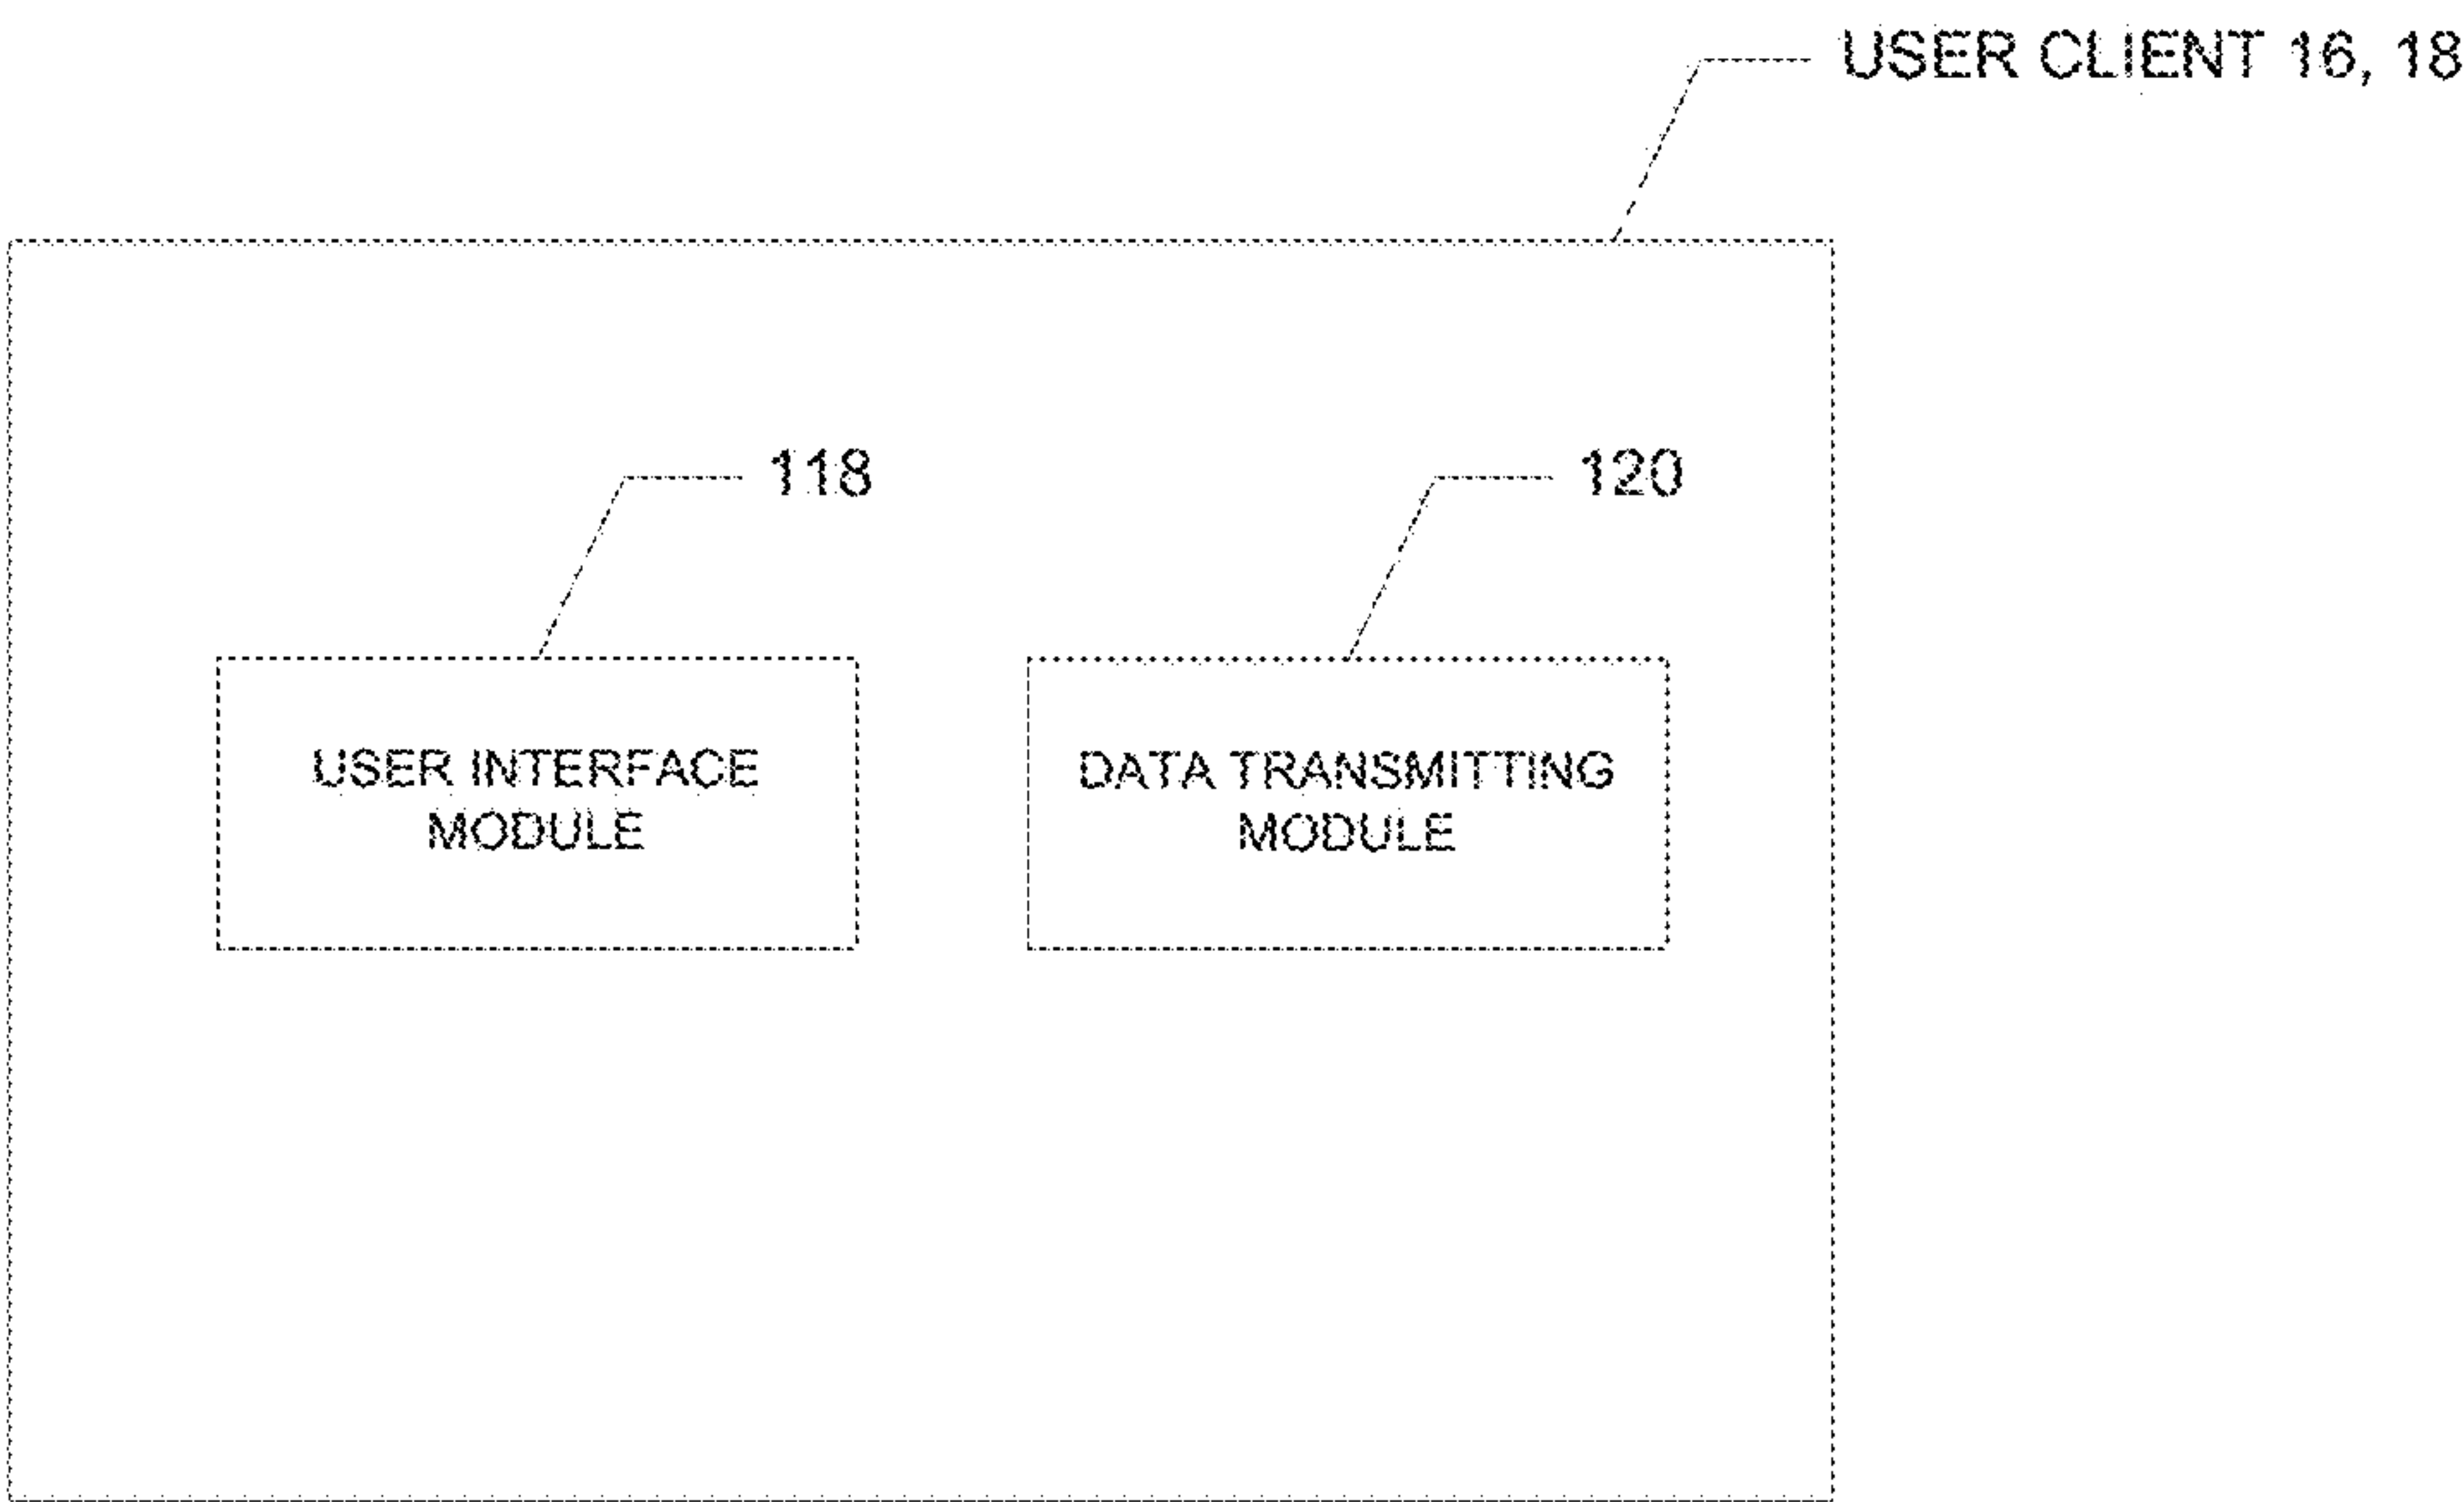 USER CLIENT 16, 18
118
120
USER INTERFACE
MODULE
DATA TRANSMITTING
MODULE